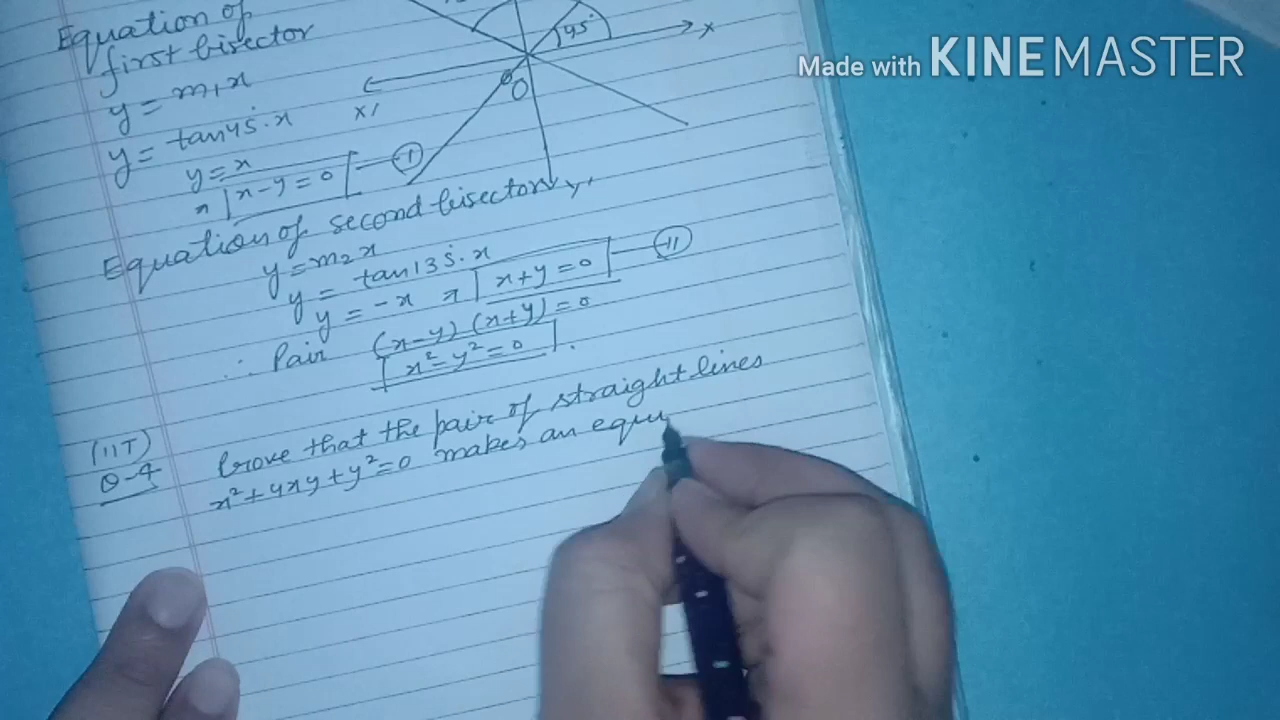 Equation of
first bisector
y = m1x
y = tan45°.x
y = x
x-y=0 — I
45°
x
x'
O
y'
Equation of second bisector
y = m2x
y = tan135°.x
y = -x x+y=0 — II
∴ Pair (x-y) (x+y) = 0
x²-y²=0.
(IIT)
Q-4
Prove that the pair of straight lines
x²+4xy+y²=0 makes an equi
Made with KINEMASTER